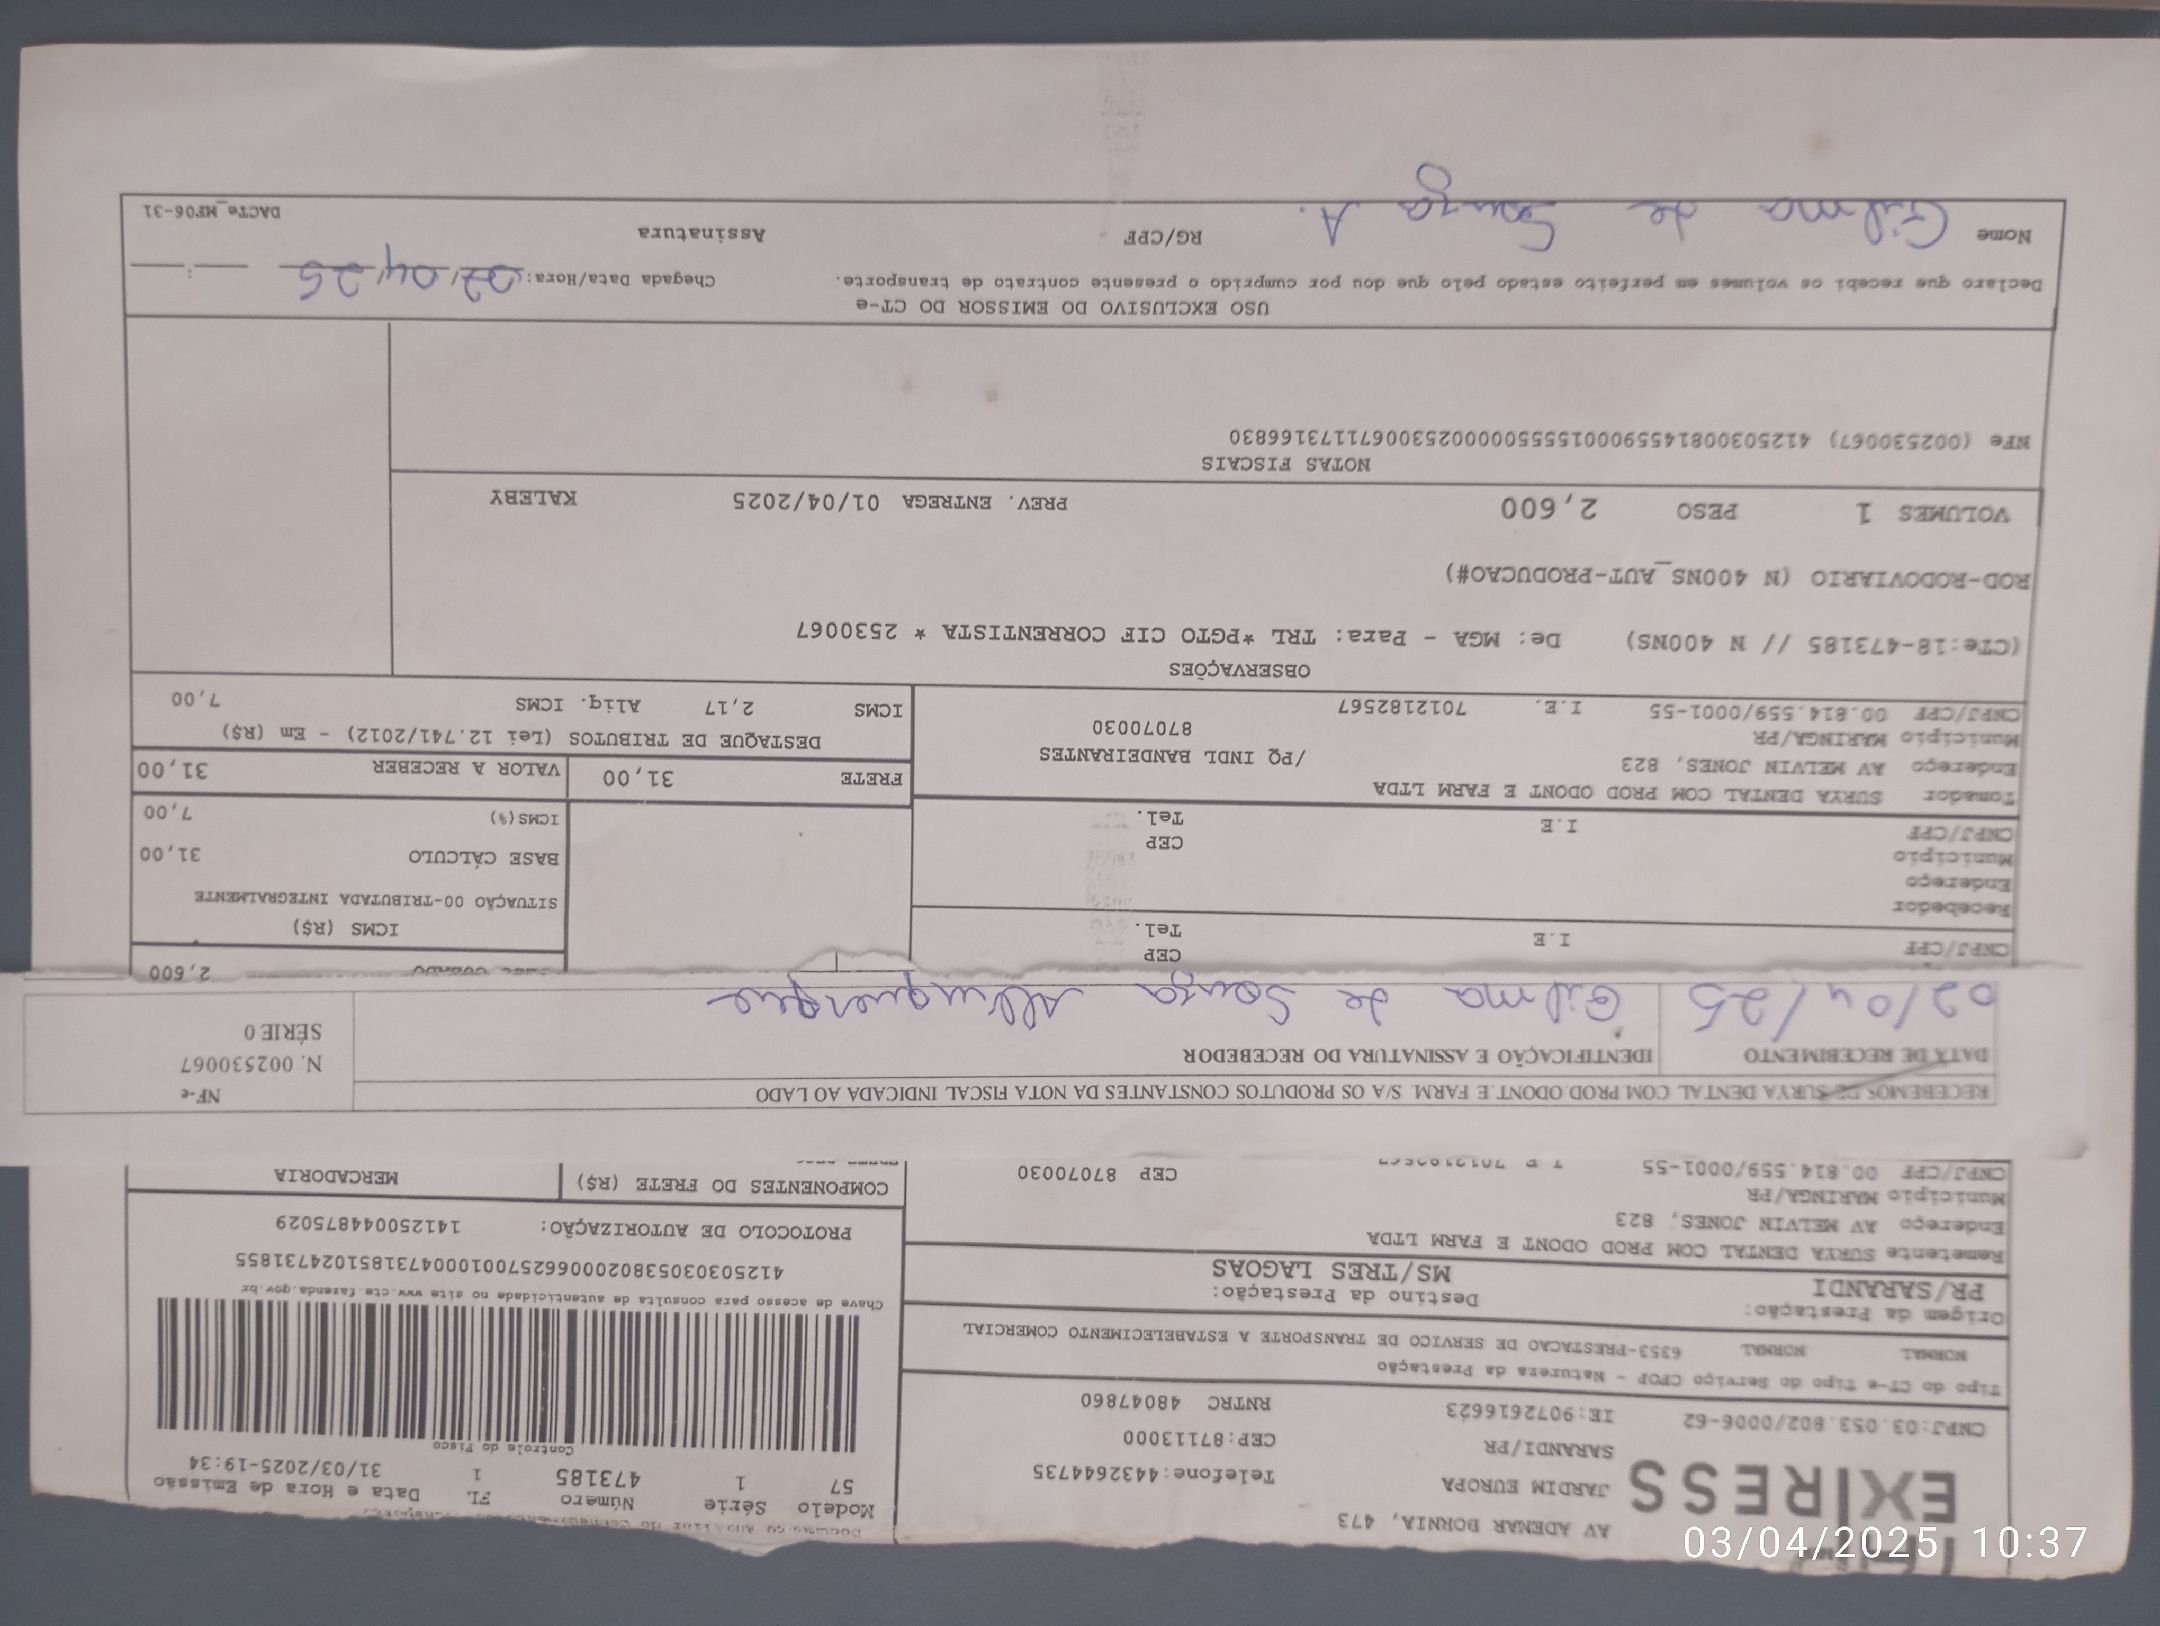 EXPRESS
AV ADEMAR BORNIA, 473
JARDIM EUROPA
Telefone:4432644735
SARANDI/PR
CEP:87113000
CNPJ:03.053.802/0006-62 IE:9072616623 RNTRC 48047860
Modelo Série Número FL Data e Hora de Emissão
57 1 473185 1 31/03/2025-19:34
Controle do Fisco
Chave de acesso para consulta de autenticidade no site www.cte.fazenda.gov.br
PROTOCOLO DE AUTORIZAÇÃO: 141250044875029
Tipo do CT-e Tipo do Serviço CFOP - Natureza da Prestação
NORMAL NORMAL 6353-PRESTACAO DE SERVICO DE TRANSPORTE A ESTABELECIMENTO COMERCIAL
Origem da Prestação: Destino da Prestação:
PR/SARANDI MS/TRES LAGOAS
Remetente SURYA DENTAL COM PROD ODONT E FARM LTDA
Endereço AV MELVIN JONES, 823
Município MARINGA/PR
CNPJ/CPF 00.814.559/0001-55 CEP 87070030
COMPONENTES DO FRETE (R$) MERCADORIA
RECEBEMOS DE SURYA DENTAL COM PROD.ODONT.E FARM. S/A OS PRODUTOS CONSTANTES DA NOTA FISCAL INDICADA AO LADO
DATA DE RECEBIMENTO IDENTIFICAÇÃO E ASSINATURA DO RECEBEDOR
02/04/25 Gilma de Souza Albuquerque
NF-e
N. 002530067
SÉRIE 0
2,600
CNPJ/CPF I.E CEP
Tel.
Recebedor
Endereço
Município CEP
CNPJ/CPF I.E Tel.
ICMS (R$)
SITUAÇÃO 00-TRIBUTADA INTEGRALMENTE
BASE CÁLCULO 31,00
ICMS(%) 7,00
Tomador SURYA DENTAL COM PROD ODONT E FARM LTDA
Endereço AV MELVIN JONES, 823 /PQ INDL BANDEIRANTES
Município MARINGA/PR 87070030
CNPJ/CPF 00.814.559/0001-55 I.E. 7012182567
FRETE 31,00 VALOR A RECEBER 31,00
DESTAQUE DE TRIBUTOS (Lei 12.741/2012) - Em (R$)
ICMS 2,17 Aliq. ICMS 7,00
OBSERVAÇÕES
(CTe:18-473185 // N 400NS) De: MGA - Para: TRL *PGTO CIF CORRENTISTA * 2530067
ROD-RODOVIARIO (N 400NS_AUT-PRODUCAO#)
VOLUMES 1 PESO 2,600 PREV. ENTREGA 01/04/2025 KALEBY
NOTAS FISCAIS
NFe (002530067) 41250300814559000155550000025300671173166830
USO EXCLUSIVO DO EMISSOR DO CT-e
Declaro que recebi os volumes em perfeito estado pelo que dou por cumprido o presente contrato de transporte. Chegada Data/Hora: 02/04/25
Nome Gilma de Souza A. RG/CPF Assinatura
DACTe_MF06-31
03/04/2025 10:37